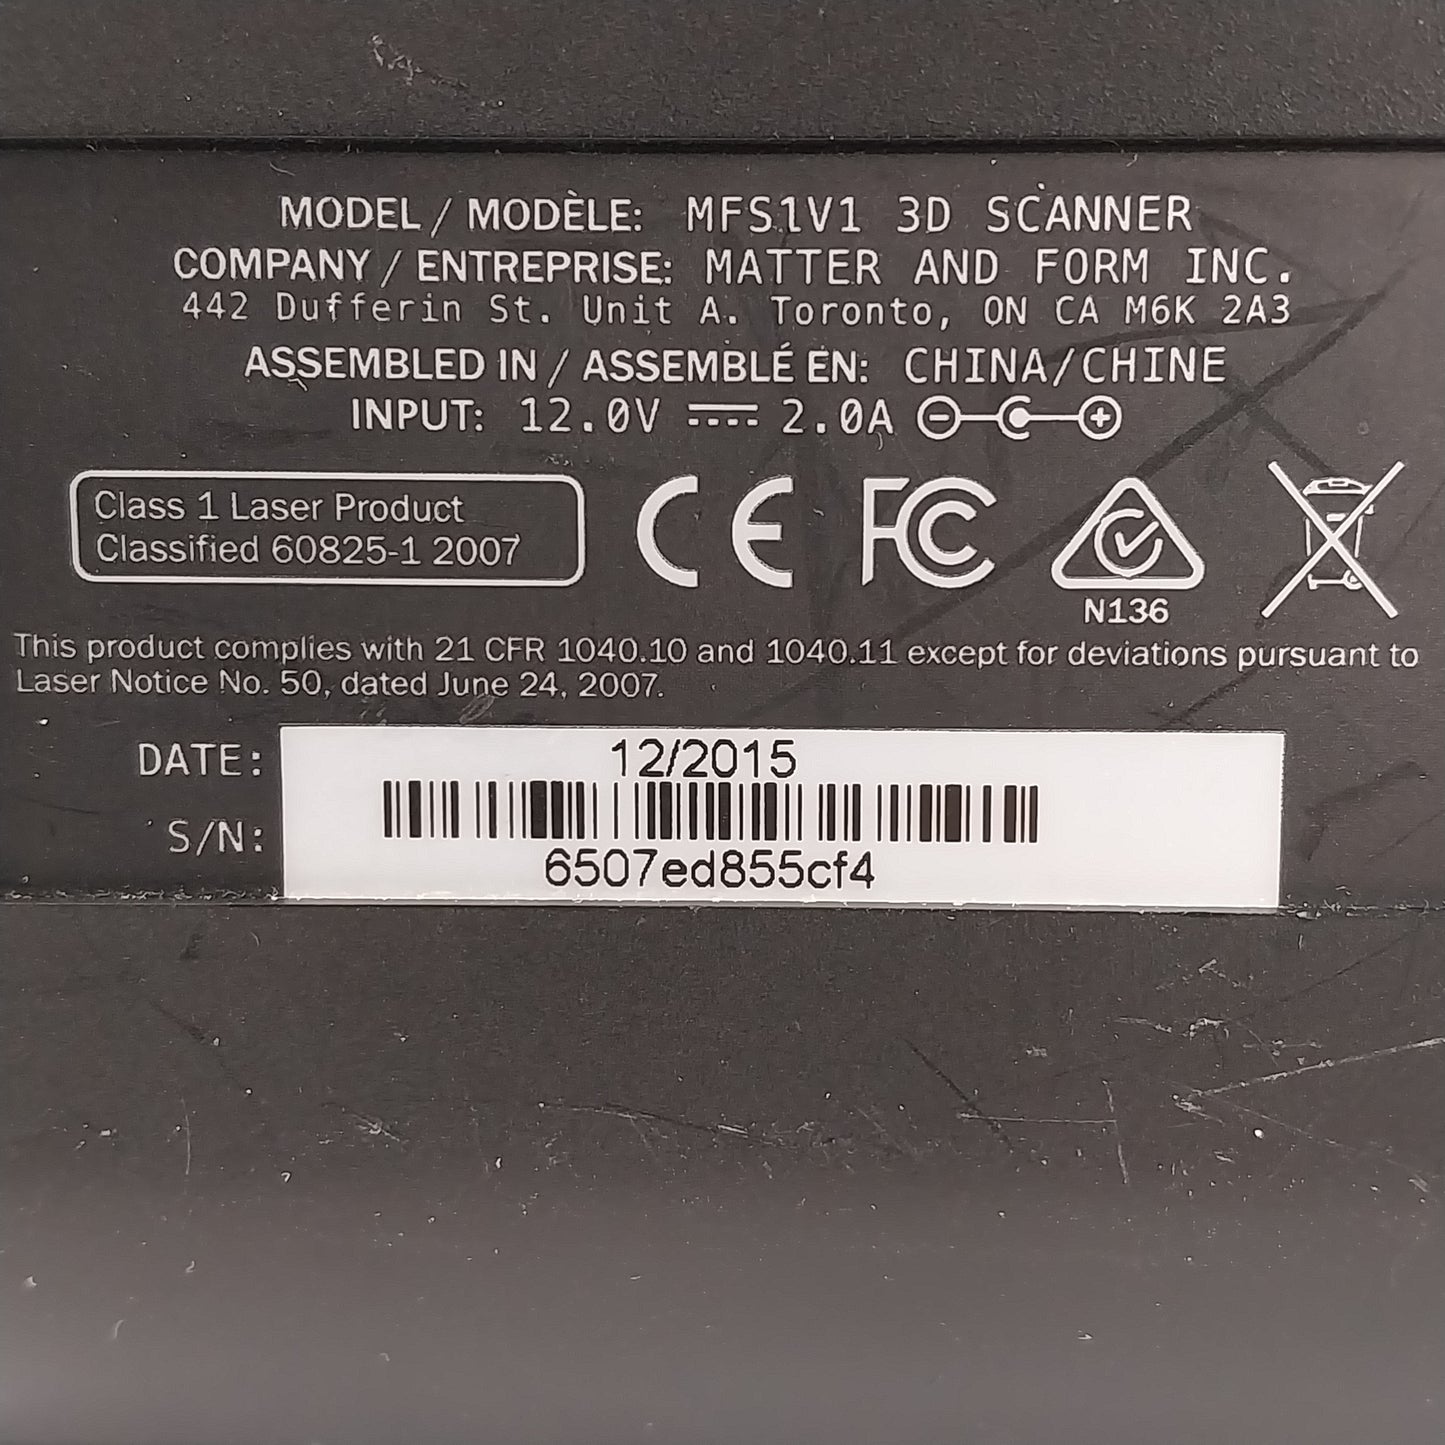 MODEL / MODÈLE: MFS1V1 3D SCANNER
COMPANY / ENTREPRISE: MATTER AND FORM INC.
442 Dufferin St. Unit A. Toronto, ON CA M6K 2A3
ASSEMBLED IN / ASSEMBLÉ EN: CHINA/CHINE
INPUT: 12.0V ⎓ 2.0A
Class 1 Laser Product
Classified 60825-1 2007
CE FC
N136
This product complies with 21 CFR 1040.10 and 1040.11 except for deviations pursuant to
Laser Notice No. 50, dated June 24, 2007.
DATE: 12/2015
S/N: 6507ed855cf4